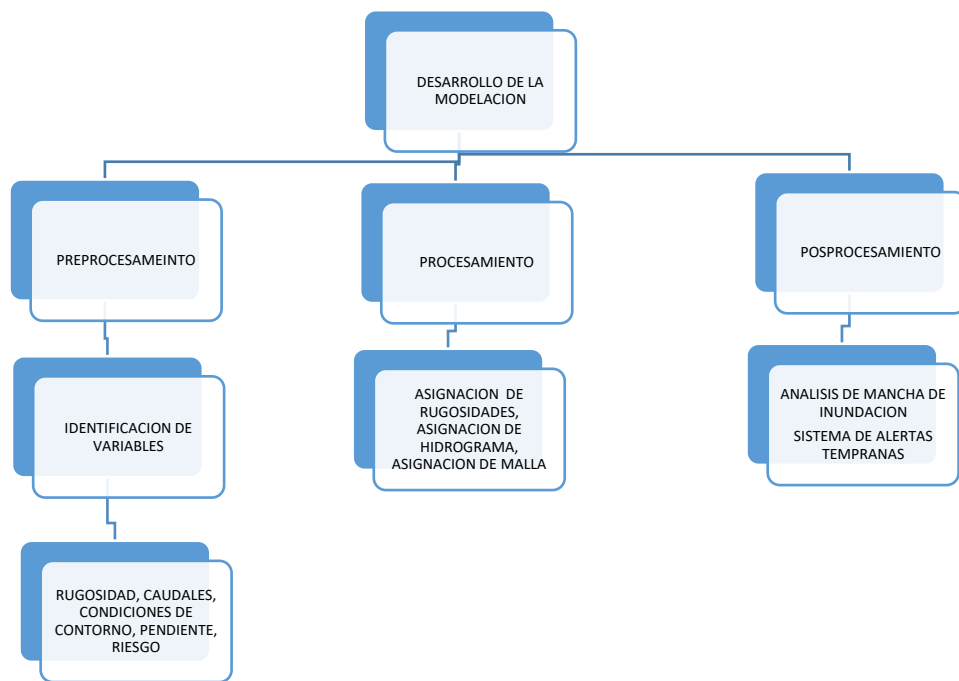 DESARROLLO DE LA
MODELACION
PREPROCESAMEINTO
PROCESAMIENTO
POSPROCESAMIENTO
IDENTIFICACION DE
VARIABLES
ASIGNACION DE
RUGOSIDADES,
ASIGNACION DE
HIDROGRAMA,
ASIGNACION DE MALLA
ANALISIS DE MANCHA DE
INUNDACION
SISTEMA DE ALERTAS
TEMPRANAS
RUGOSIDAD, CAUDALES,
CONDICIONES DE
CONTORNO, PENDIENTE,
RIESGO